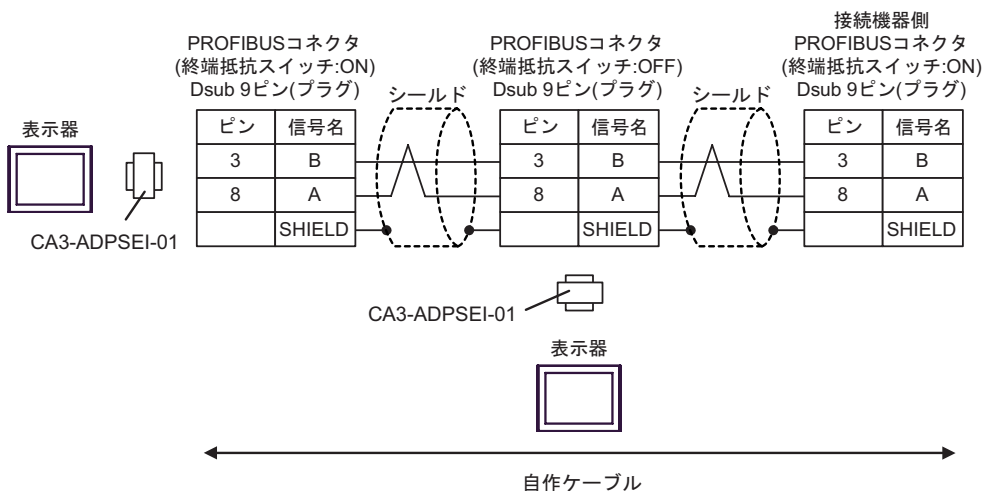 接続機器側
PROFIBUSコネクタ
(終端抵抗スイッチ:ON)
Dsub 9ピン(プラグ)
シールド
PROFIBUSコネクタ
(終端抵抗スイッチ:OFF)
Dsub 9ピン(プラグ)
シールド
PROFIBUSコネクタ
(終端抵抗スイッチ:ON)
Dsub 9ピン(プラグ)
表示器
CA3-ADPSEI-01
ピン 信号名
3 B
8 A
SHIELD
ピン 信号名
3 B
8 A
SHIELD
ピン 信号名
3 B
8 A
SHIELD
CA3-ADPSEI-01
表示器
自作ケーブル